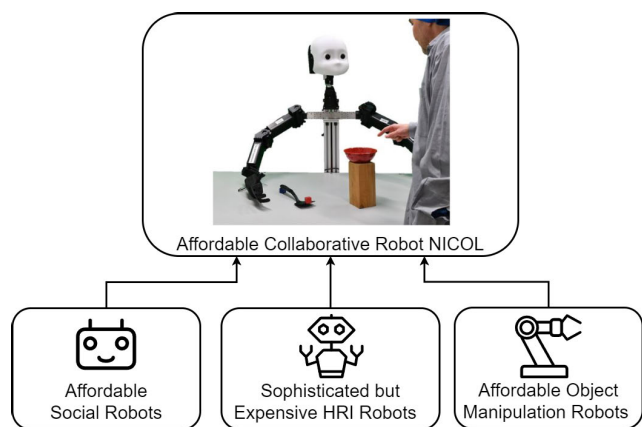 Affordable Collaborative Robot NICOL
Affordable
Social Robots
Sophisticated but
Expensive HRI Robots
Affordable Object
Manipulation Robots